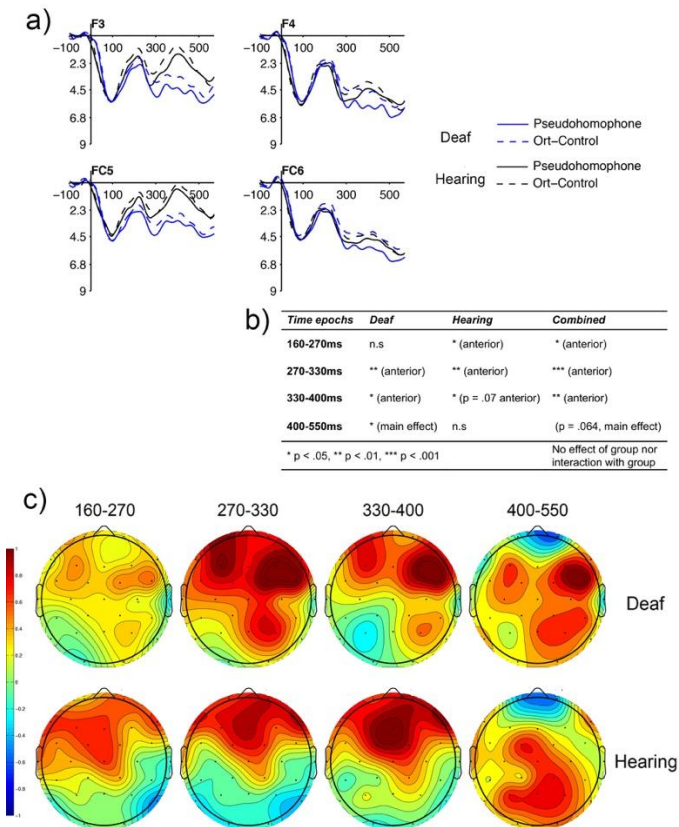 a)
F3
-100 100 300 500
2.3
4.5
6.8
9
F4
-100 100 300 500
2.3
4.5
6.8
9
FC5
-100 100 300 500
2.3
4.5
6.8
9
FC6
-100 100 300 500
2.3
4.5
6.8
9
Deaf
Pseudohomophone
Ort-Control
Hearing
Pseudohomophone
Ort-Control
b)
Time epochs Deaf Hearing Combined
160-270ms n.s * (anterior) * (anterior)
270-330ms ** (anterior) ** (anterior) *** (anterior)
330-400ms * (anterior) * (p = .07 anterior) ** (anterior)
400-550ms * (main effect) n.s (p = .064, main effect)
* p < .05, ** p < .01, *** p < .001 No effect of group nor
interaction with group
c)
160-270 270-330 330-400 400-550
1
0.8
0.6
0.4
0.2
0
-0.2
-0.4
-0.6
-0.8
-1
Deaf
Hearing